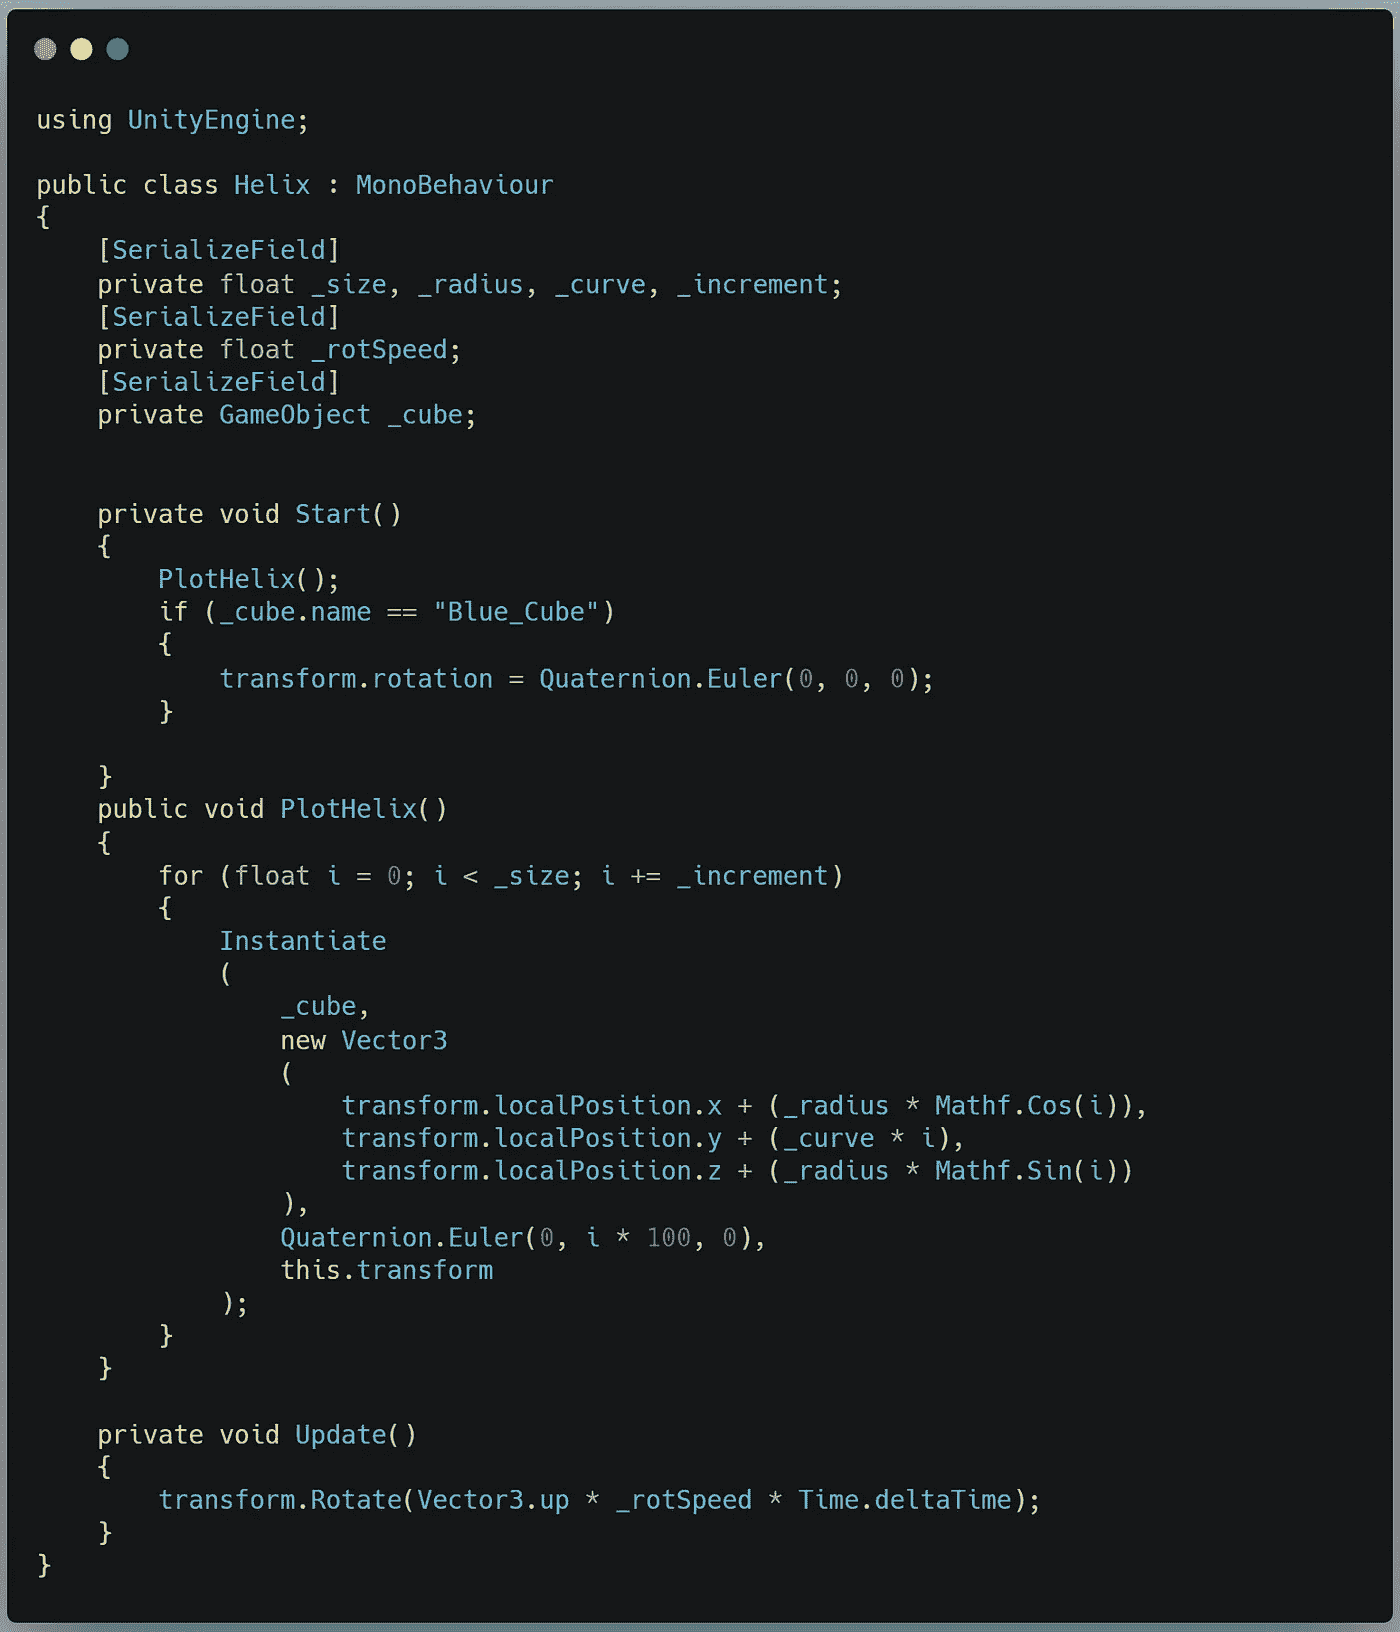 using UnityEngine;
public class Helix : MonoBehaviour
{
[SerializeField]
private float _size, _radius, _curve, _increment;
[SerializeField]
private float _rotSpeed;
[SerializeField]
private GameObject _cube;
private void Start()
{
PlotHelix();
if (_cube.name == "Blue_Cube")
{
transform.rotation = Quaternion.Euler(0, 0, 0);
}
}
public void PlotHelix()
{
for (float i = 0; i < _size; i += _increment)
{
Instantiate
(
_cube,
new Vector3
(
transform.localPosition.x + (_radius * Mathf.Cos(i)),
transform.localPosition.y + (_curve * i),
transform.localPosition.z + (_radius * Mathf.Sin(i))
),
Quaternion.Euler(0, i * 100, 0),
this.transform
);
}
}
private void Update()
{
transform.Rotate(Vector3.up * _rotSpeed * Time.deltaTime);
}
}